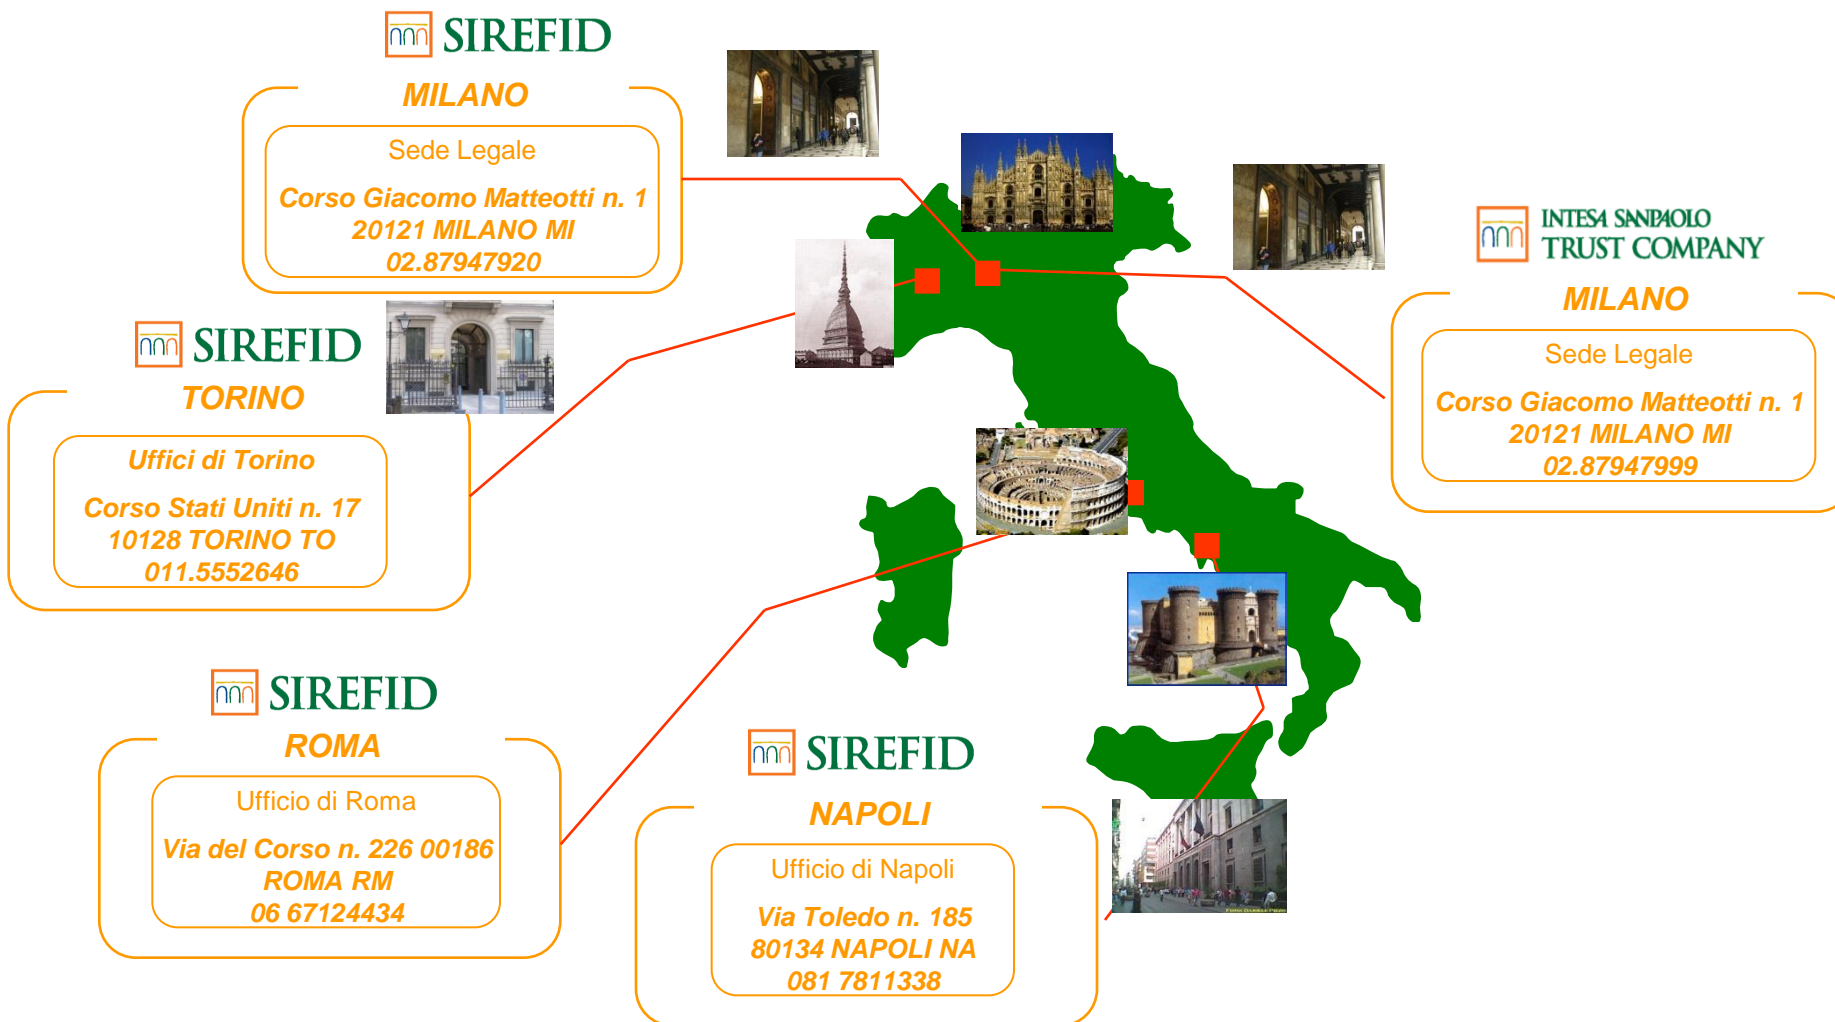 SIREFID
MILANO
Sede Legale
Corso Giacomo Matteotti n. 1
20121 MILANO MI
02.87947920
INTESA SANPAOLO
TRUST COMPANY
MILANO
Sede Legale
Corso Giacomo Matteotti n. 1
20121 MILANO MI
02.87947999
SIREFID
TORINO
Uffici di Torino
Corso Stati Uniti n. 17
10128 TORINO TO
011.5552646
SIREFID
ROMA
Ufficio di Roma
Via del Corso n. 226 00186
ROMA RM
06 67124434
SIREFID
NAPOLI
Ufficio di Napoli
Via Toledo n. 185
80134 NAPOLI NA
081 7811338